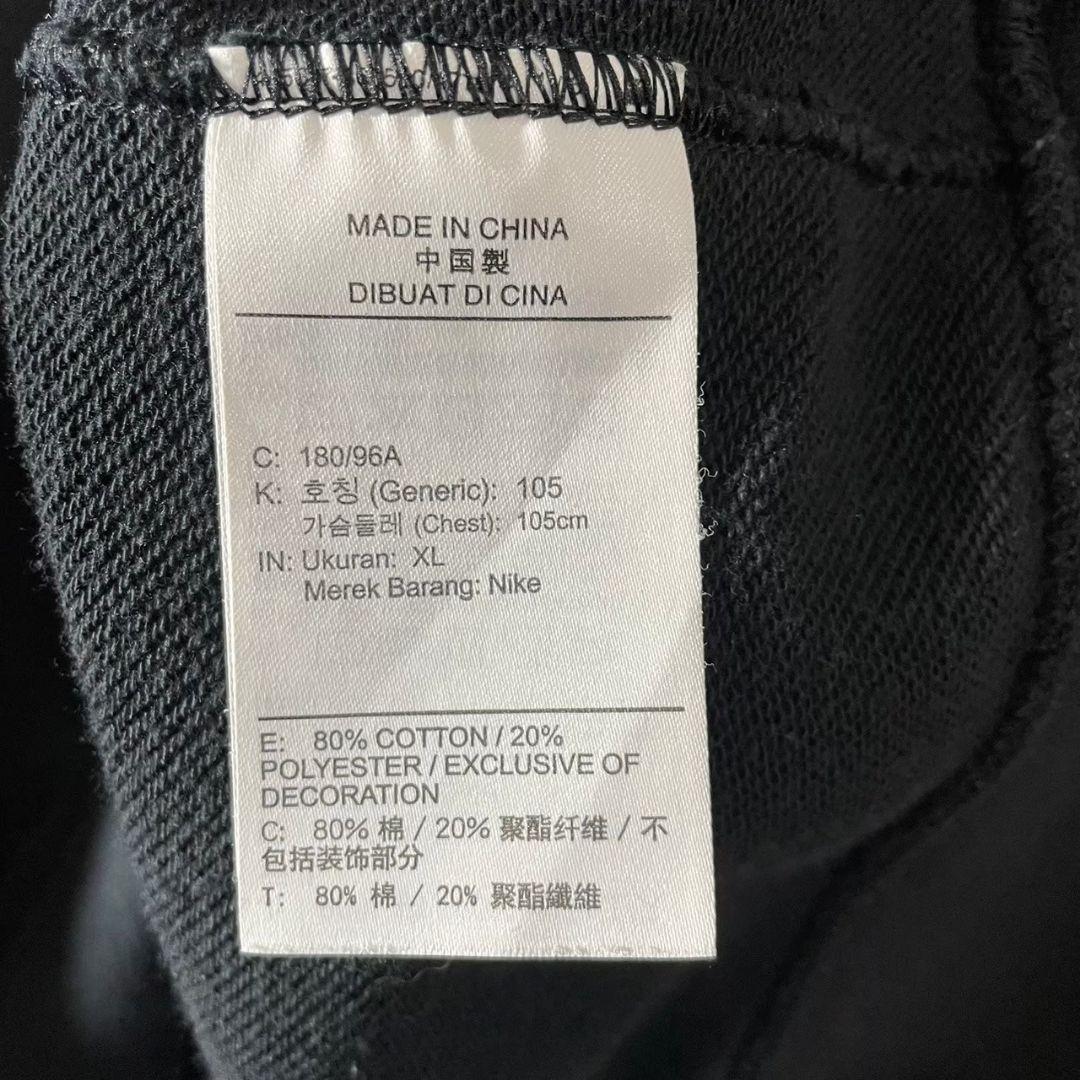 MADE IN CHINA
中国製
DIBUAT DI CINA
C: 180/96A
K: 호칭 (Generic): 105
가슴둘레 (Chest): 105cm
IN: Ukuran: XL
Merek Barang: Nike
E: 80% COTTON / 20%
POLYESTER / EXCLUSIVE OF
DECORATION
C: 80% 棉 / 20% 聚酯纤维 / 不
包括装饰部分
T: 80% 棉 / 20% 聚酯纖維